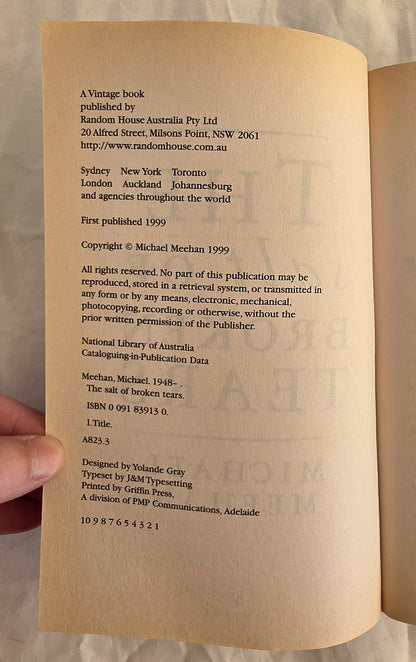 A Vintage book
published by
Random House Australia Pty Ltd
20 Alfred Street, Milsons Point, NSW 2061
http://www.randomhouse.com.au
Sydney New York Toronto
London Auckland Johannesburg
and agencies throughout the world
First published 1999
Copyright © Michael Meehan 1999
All rights reserved. No part of this publication may be
reproduced, stored in a retrieval system, or transmitted in
any form or by any means, electronic, mechanical,
photocopying, recording or otherwise, without the
prior written permission of the Publisher.
National Library of Australia
Cataloguing-in-Publication Data
Meehan, Michael. 1948– .
The salt of broken tears.
ISBN 0 091 83913 0.
I.Title.
A823.3
Designed by Yolande Gray
Typeset by J&M Typesetting
Printed by Griffin Press,
A division of PMP Communications, Adelaide
10 9 8 7 6 5 4 3 2 1